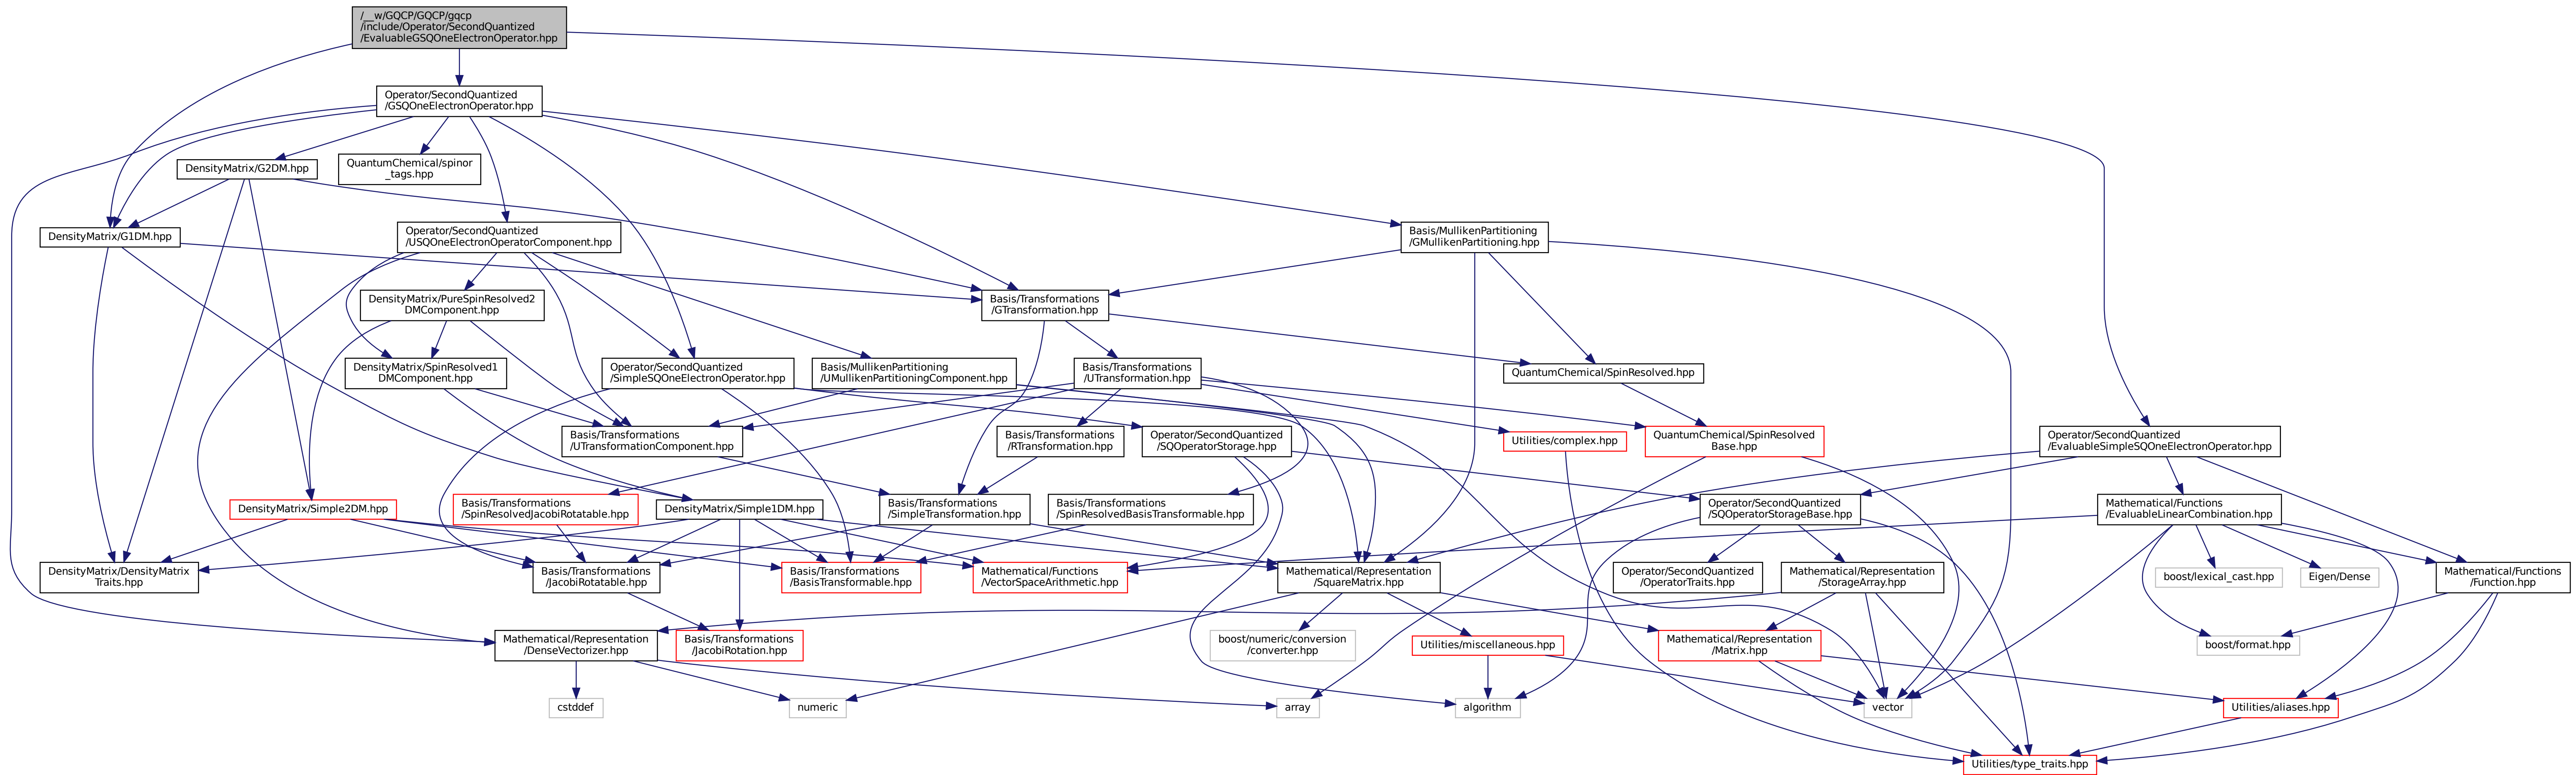 /__w/GQCP/GQCP/gqcp
/include/Operator/SecondQuantized
/EvaluableGSQOneElectronOperator.hpp
Operator/SecondQuantized
/GSQOneElectronOperator.hpp
DensityMatrix/G2DM.hpp
QuantumChemical/spinor
_tags.hpp
DensityMatrix/G1DM.hpp
Operator/SecondQuantized
/USQOneElectronOperatorComponent.hpp
Basis/MullikenPartitioning
/GMullikenPartitioning.hpp
DensityMatrix/PureSpinResolved2
DMComponent.hpp
Basis/Transformations
/GTransformation.hpp
DensityMatrix/SpinResolved1
DMComponent.hpp
Operator/SecondQuantized
/SimpleSQOneElectronOperator.hpp
Basis/MullikenPartitioning
/UMullikenPartitioningComponent.hpp
Basis/Transformations
/UTransformation.hpp
QuantumChemical/SpinResolved.hpp
Basis/Transformations
/UTransformationComponent.hpp
Basis/Transformations
/RTransformation.hpp
Operator/SecondQuantized
/SQOperatorStorage.hpp
Utilities/complex.hpp
QuantumChemical/SpinResolved
Base.hpp
Operator/SecondQuantized
/EvaluableSimpleSQOneElectronOperator.hpp
DensityMatrix/Simple2DM.hpp
Basis/Transformations
/SpinResolvedJacobiRotatable.hpp
DensityMatrix/Simple1DM.hpp
Basis/Transformations
/SimpleTransformation.hpp
Basis/Transformations
/SpinResolvedBasisTransformable.hpp
Operator/SecondQuantized
/SQOperatorStorageBase.hpp
Mathematical/Functions
/EvaluableLinearCombination.hpp
DensityMatrix/DensityMatrix
Traits.hpp
Basis/Transformations
/JacobiRotatable.hpp
Basis/Transformations
/BasisTransformable.hpp
Mathematical/Functions
/VectorSpaceArithmetic.hpp
Mathematical/Representation
/SquareMatrix.hpp
Operator/SecondQuantized
/OperatorTraits.hpp
Mathematical/Representation
/StorageArray.hpp
boost/lexical_cast.hpp
Eigen/Dense
Mathematical/Functions
/Function.hpp
Mathematical/Representation
/DenseVectorizer.hpp
Basis/Transformations
/JacobiRotation.hpp
boost/numeric/conversion
/converter.hpp
Utilities/miscellaneous.hpp
Mathematical/Representation
/Matrix.hpp
boost/format.hpp
cstddef
numeric
array
algorithm
vector
Utilities/aliases.hpp
Utilities/type_traits.hpp